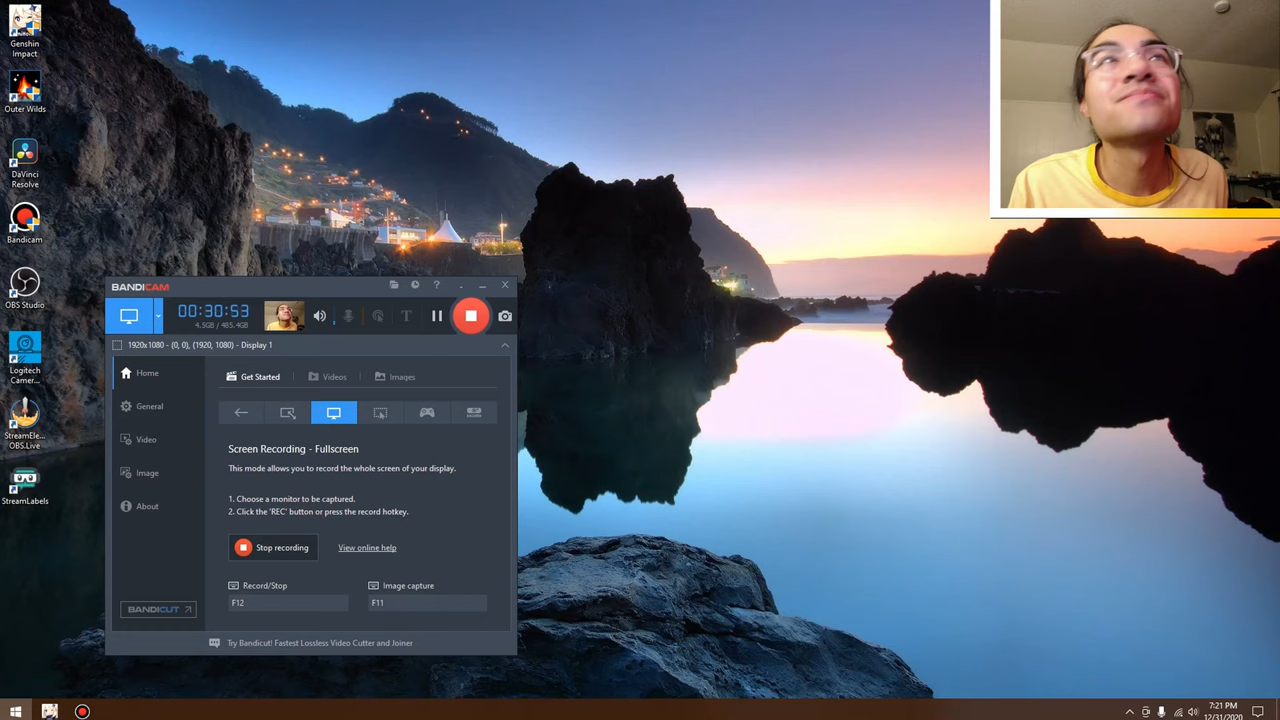 Genshin
Impact
Outer Wilds
DaVinci
Resolve
Bandicam
OBS Studio
Logitech
Camer...
StreamEle...
OBS.Live
StreamLabels
BANDICAM
?
00:30:53
4.5GB / 485.4GB
T
1920x1080 - (0, 0), (1920, 1080) - Display 1
Home
General
Video
Image
About
BANDICUT
Get Started
Videos
Images
Screen Recording - Fullscreen
This mode allows you to record the whole screen of your display.
1. Choose a monitor to be captured.
2. Click the 'REC' button or press the record hotkey.
Stop recording
View online help
Record/Stop
Image capture
F12
F11
Try Bandicut! Fastest Lossless Video Cutter and Joiner
7:21 PM
12/31/2020